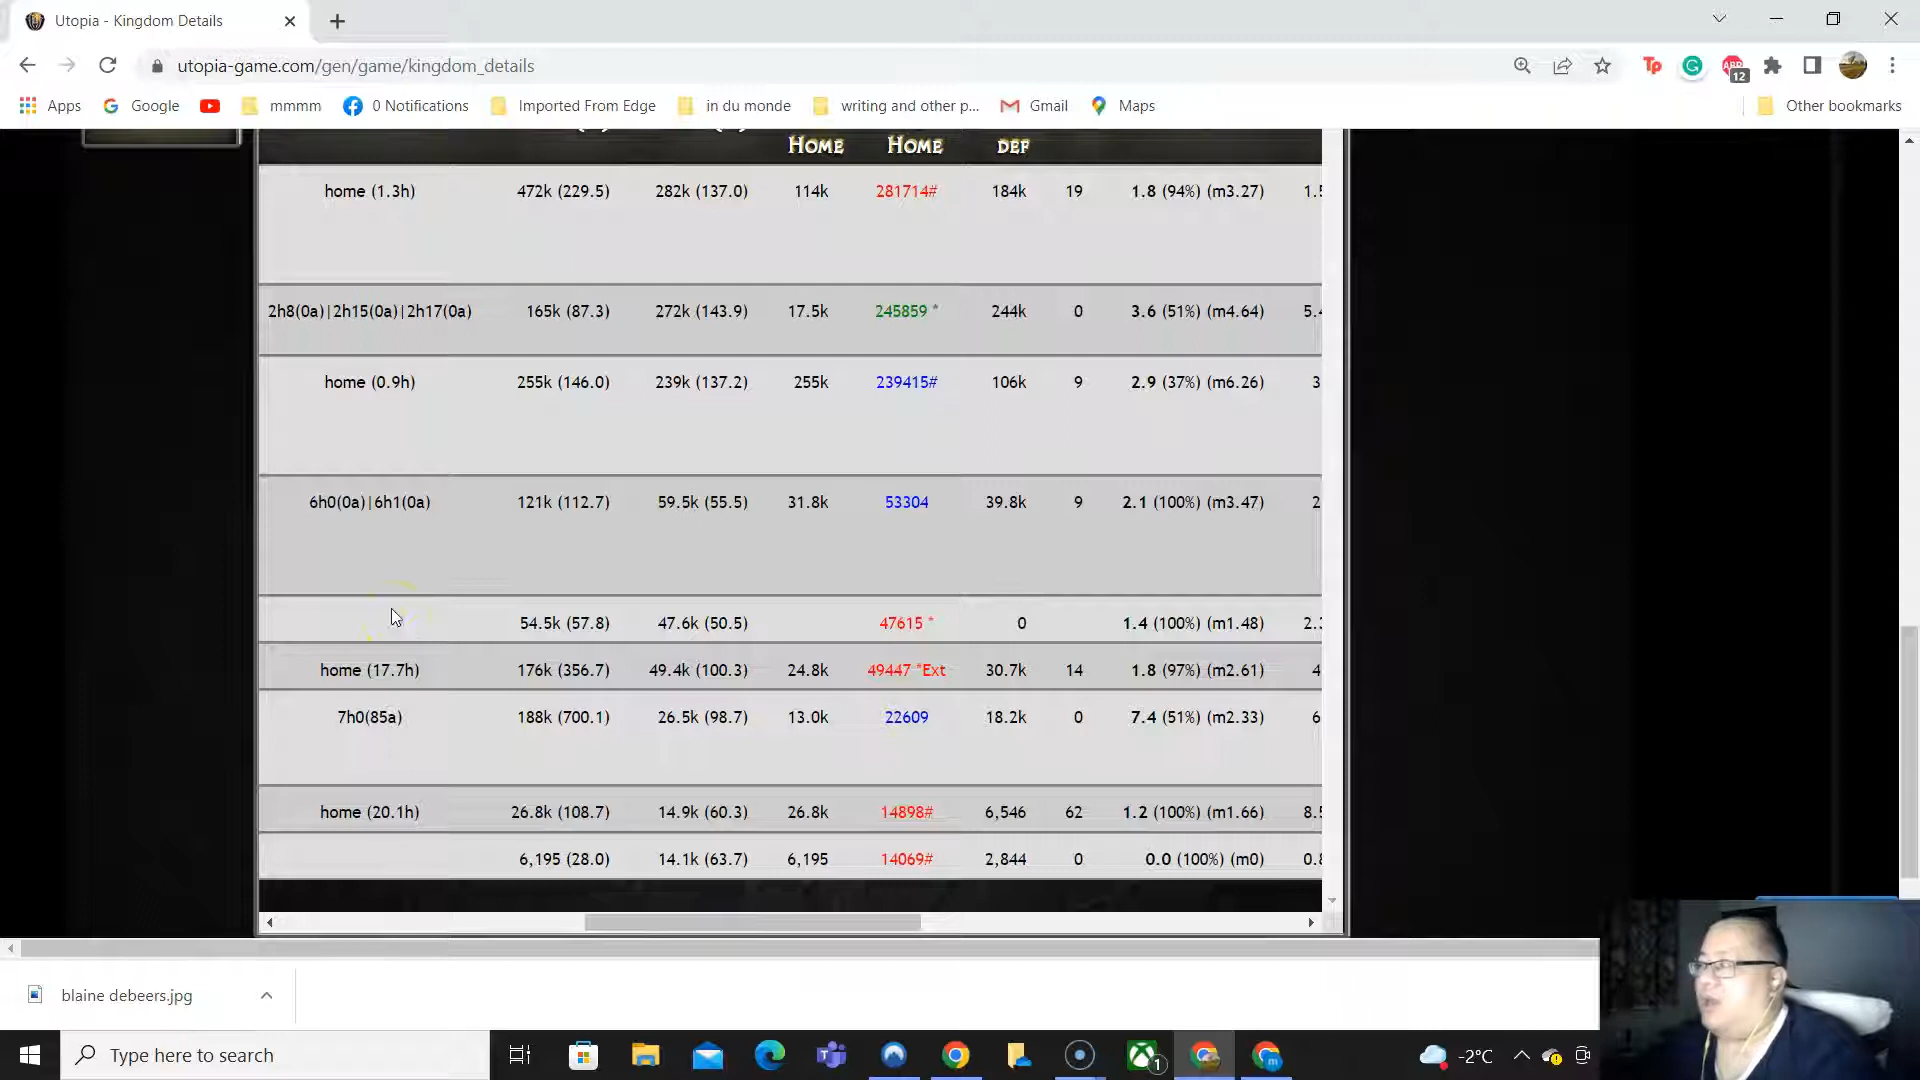 Utopia - Kingdom Details
utopia-game.com/gen/game/kingdom_details
Apps Google mmmm 0 Notifications Imported From Edge in du monde writing and other p... Gmail Maps Other bookmarks
12
Home Home def
home (1.3h) 472k (229.5) 282k (137.0) 114k 281714# 184k 19 1.8 (94%) (m3.27) 1.5
2h8(0a)|2h15(0a)|2h17(0a) 165k (87.3) 272k (143.9) 17.5k 245859 * 244k 0 3.6 (51%) (m4.64) 5.4
home (0.9h) 255k (146.0) 239k (137.2) 255k 239415# 106k 9 2.9 (37%) (m6.26) 3
6h0(0a)|6h1(0a) 121k (112.7) 59.5k (55.5) 31.8k 53304 39.8k 9 2.1 (100%) (m3.47) 2
54.5k (57.8) 47.6k (50.5) 47615 * 0 1.4 (100%) (m1.48) 2.
home (17.7h) 176k (356.7) 49.4k (100.3) 24.8k 49447 *Ext 30.7k 14 1.8 (97%) (m2.61) 4
7h0(85a) 188k (700.1) 26.5k (98.7) 13.0k 22609 18.2k 0 7.4 (51%) (m2.33) 6
home (20.1h) 26.8k (108.7) 14.9k (60.3) 26.8k 14898# 6,546 62 1.2 (100%) (m1.66) 8.5
6,195 (28.0) 14.1k (63.7) 6,195 14069# 2,844 0 0.0 (100%) (m0) 0.8
blaine debeers.jpg
Type here to search
1
-2°C